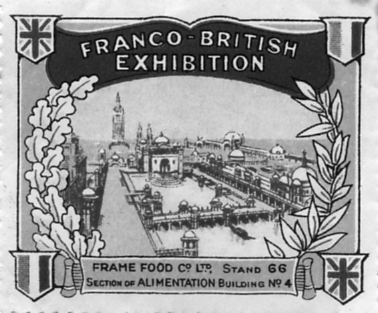 FRANCO-BRITISH
EXHIBITION
FRAME FOOD Cº LTD. STAND 66
SECTION OF ALIMENTATION BUILDING Nº 4